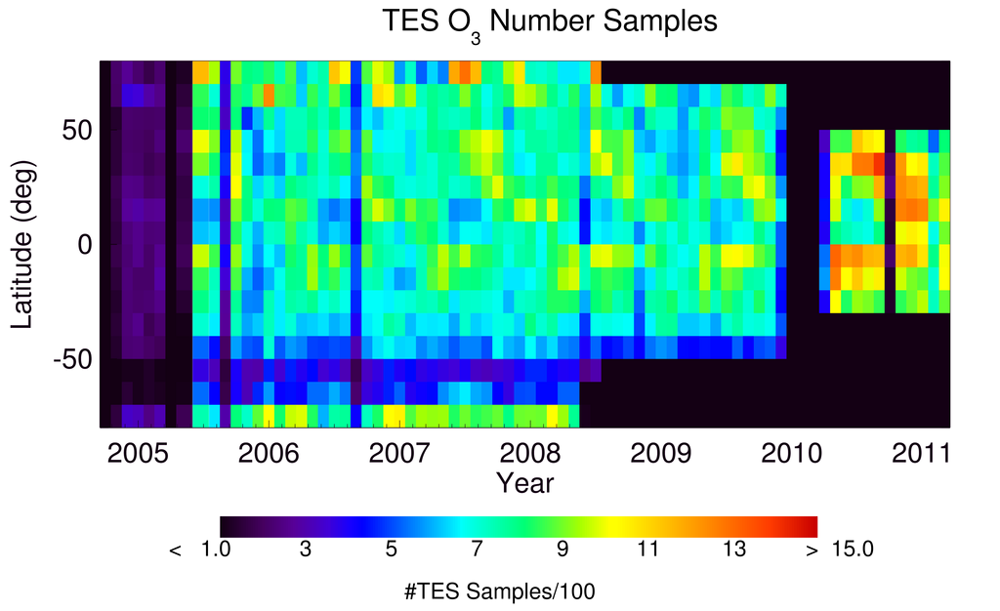 TES O₃ Number Samples
Latitude (deg)
50
0
-50
2005 2006 2007 2008 2009 2010 2011
Year
< 1.0 3 5 7 9 11 13 > 15.0
#TES Samples/100